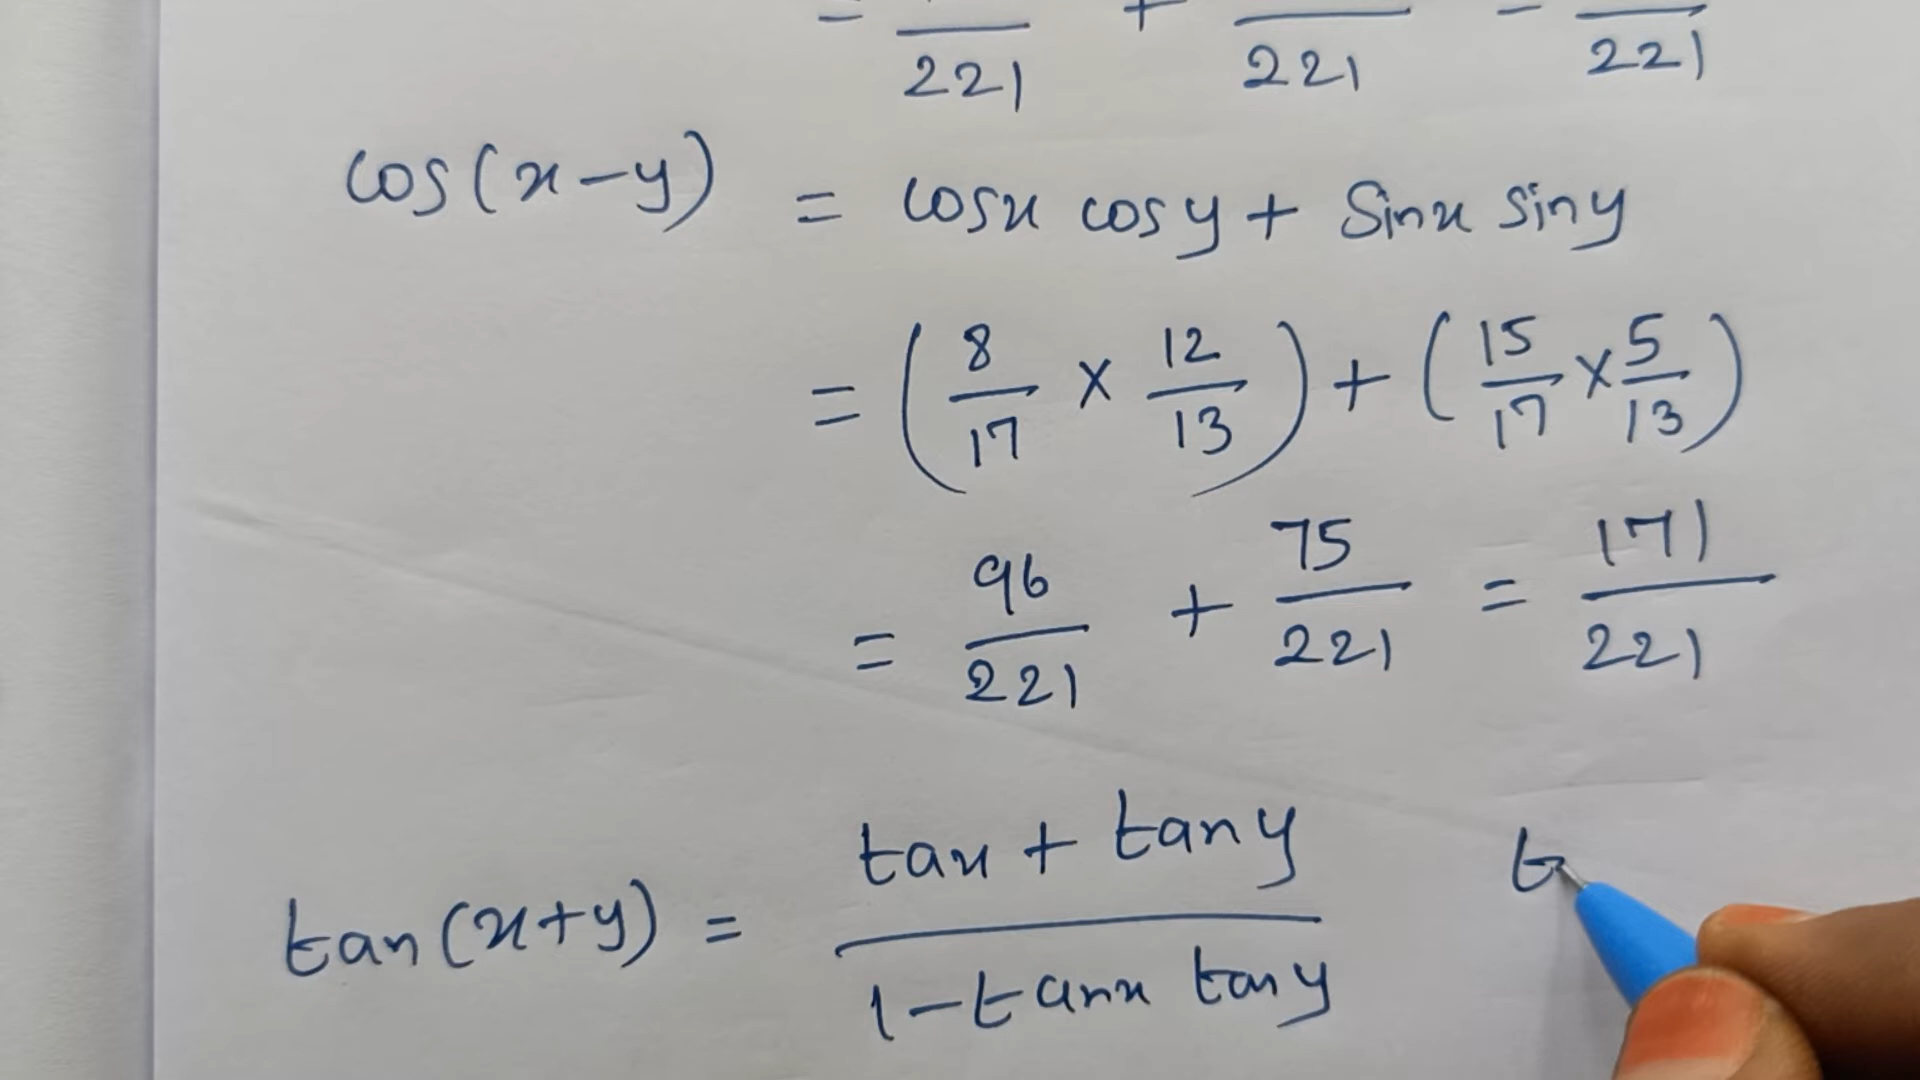 = /221 + /221 = /221
cos(x-y) = cosx cosy + Sinx Siny
= (8/17 × 12/13) + (15/17 × 5/13)
= 96/221 + 75/221 = 171/221
tax + tany t
tan(x+y) =
1 - tanx tany